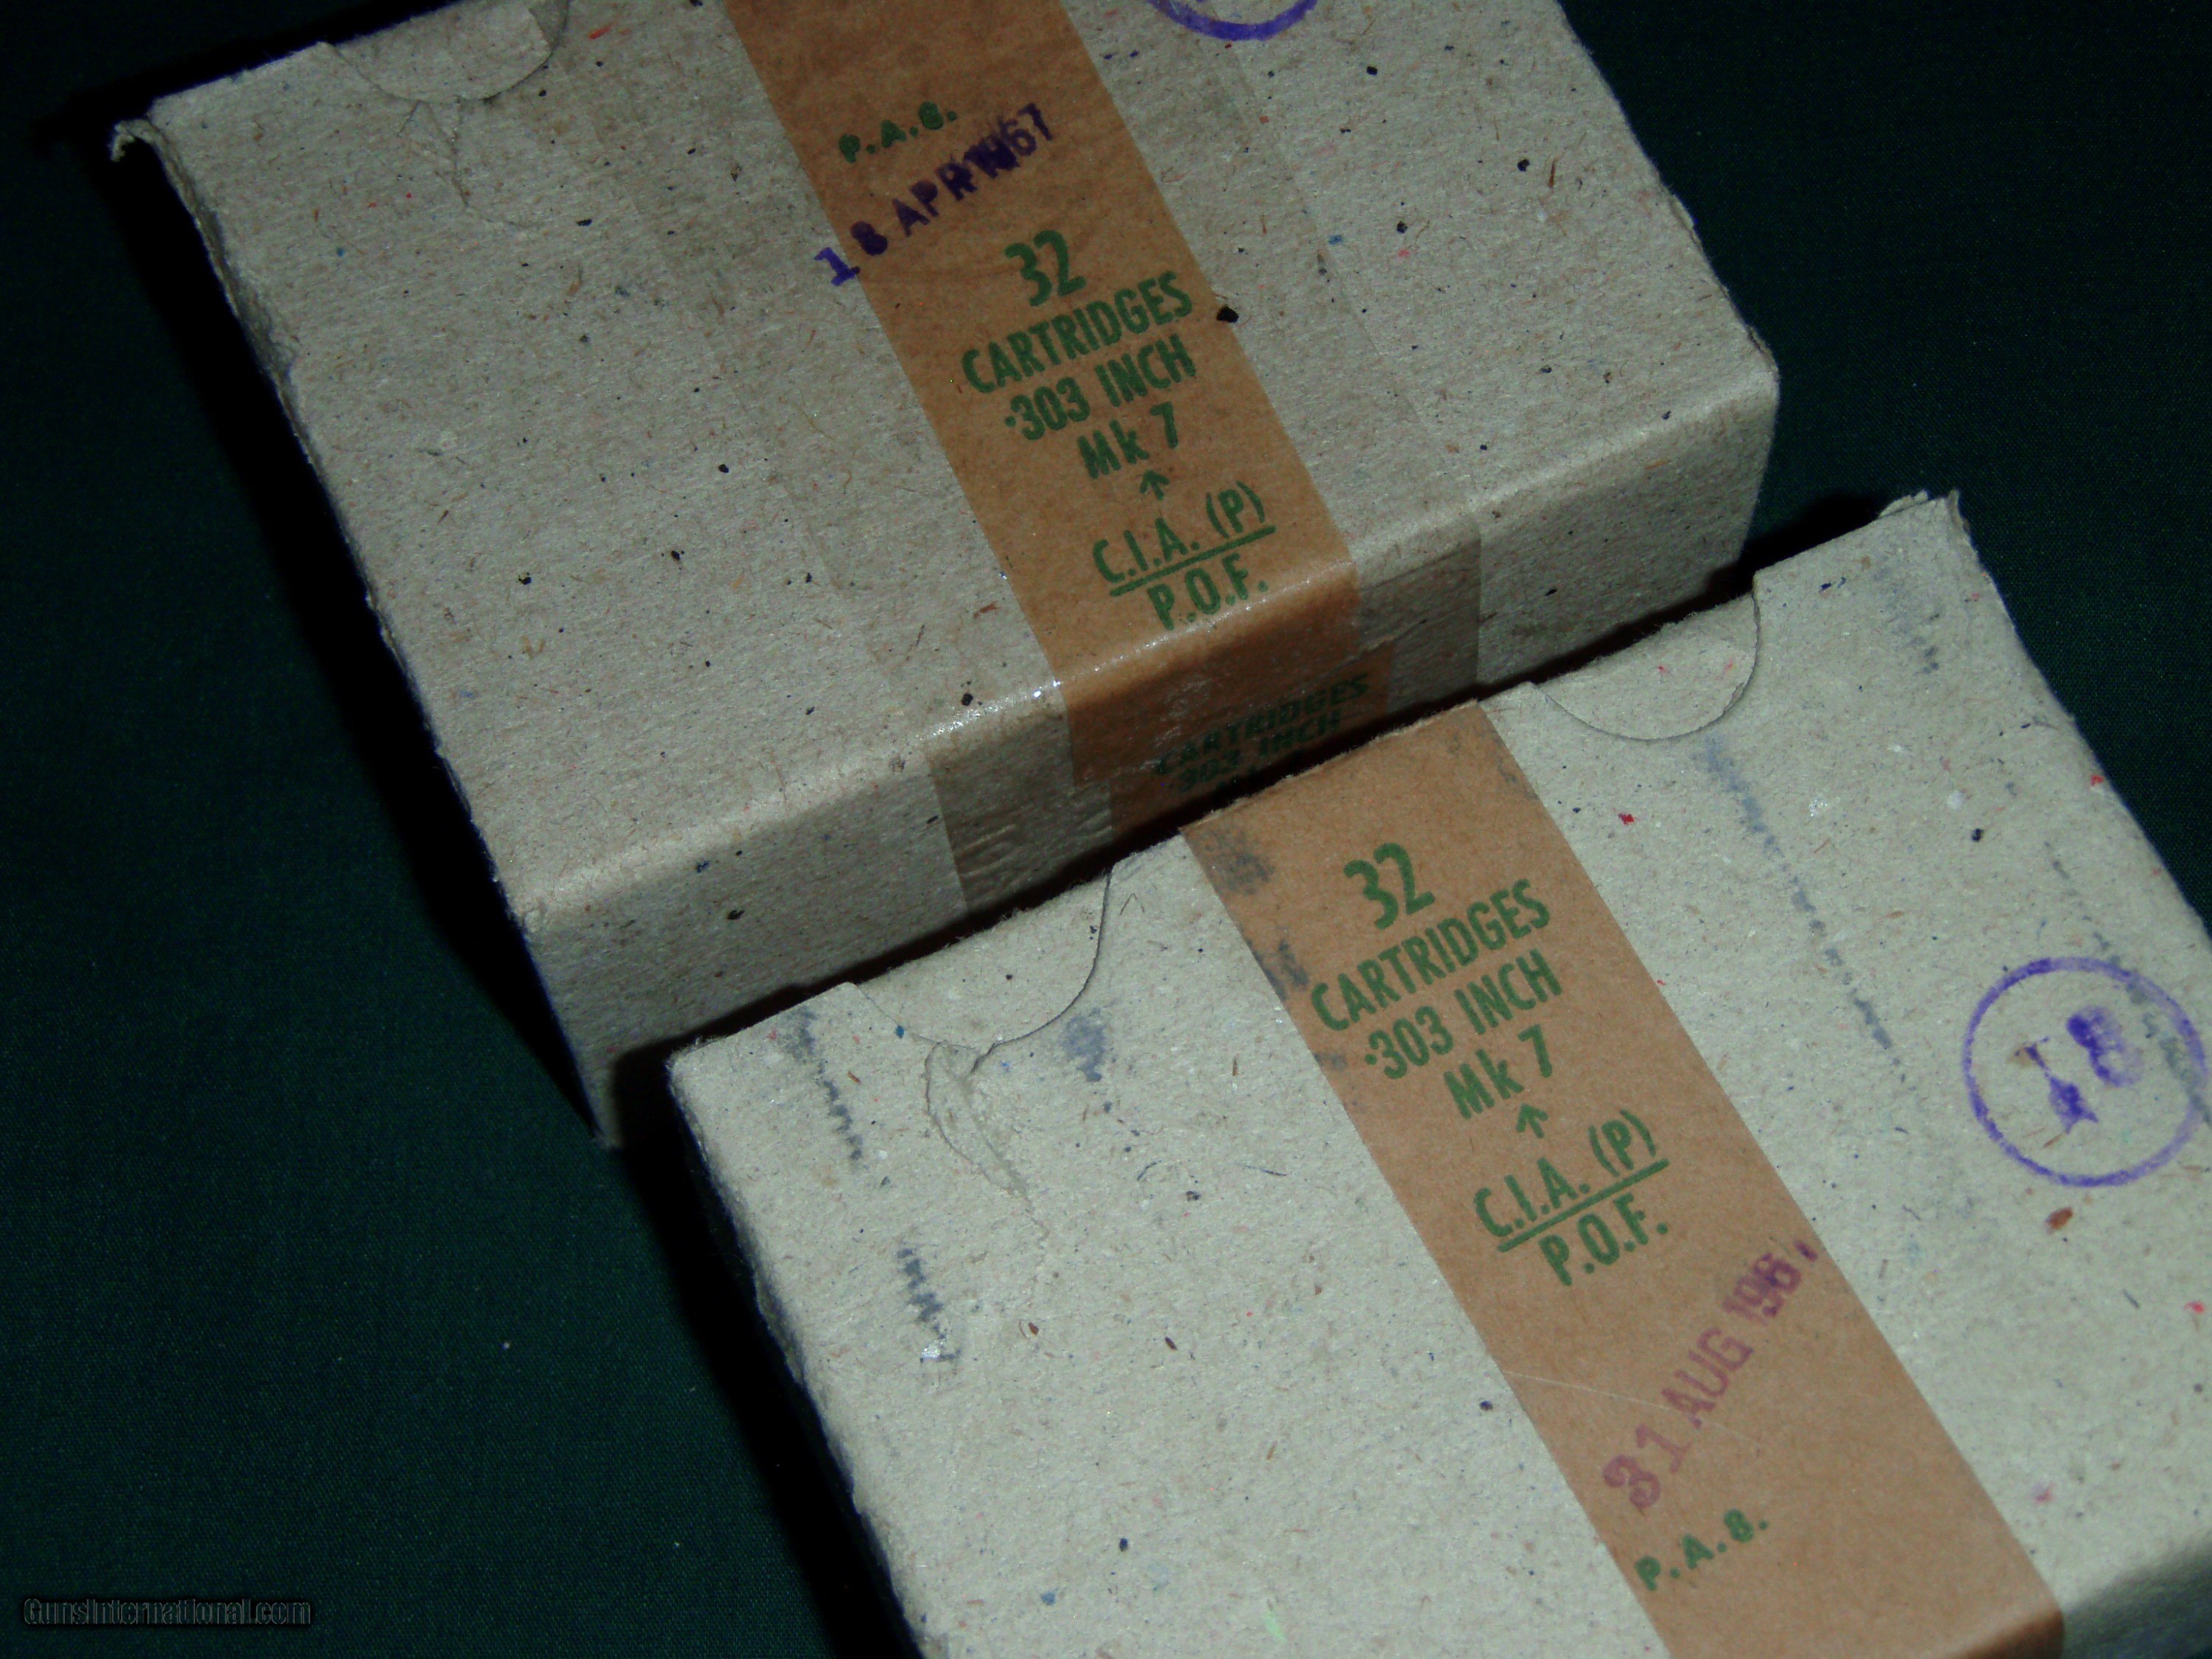 P.A.8.
18 APR 1967
32
CARTRIDGES
·303 INCH
Mk 7
↑
C.I.A. (P)
P.O.F.
CARTRIDGES
·303 INCH
32
CARTRIDGES
·303 INCH
Mk 7
↑
C.I.A. (P)
P.O.F.
31 AUG
P.A.8.
18
GunsInternational.com